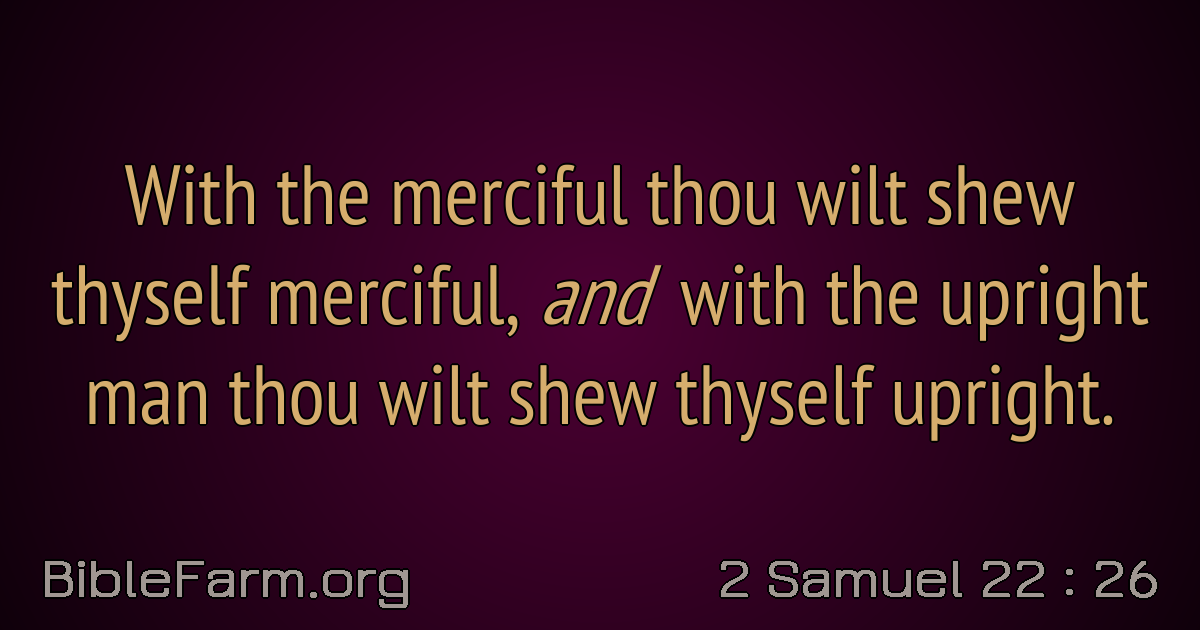 With the merciful thou wilt shew
thyself merciful, and with the upright
man thou wilt shew thyself upright.
BibleFarm.org
2 Samuel 22 : 26